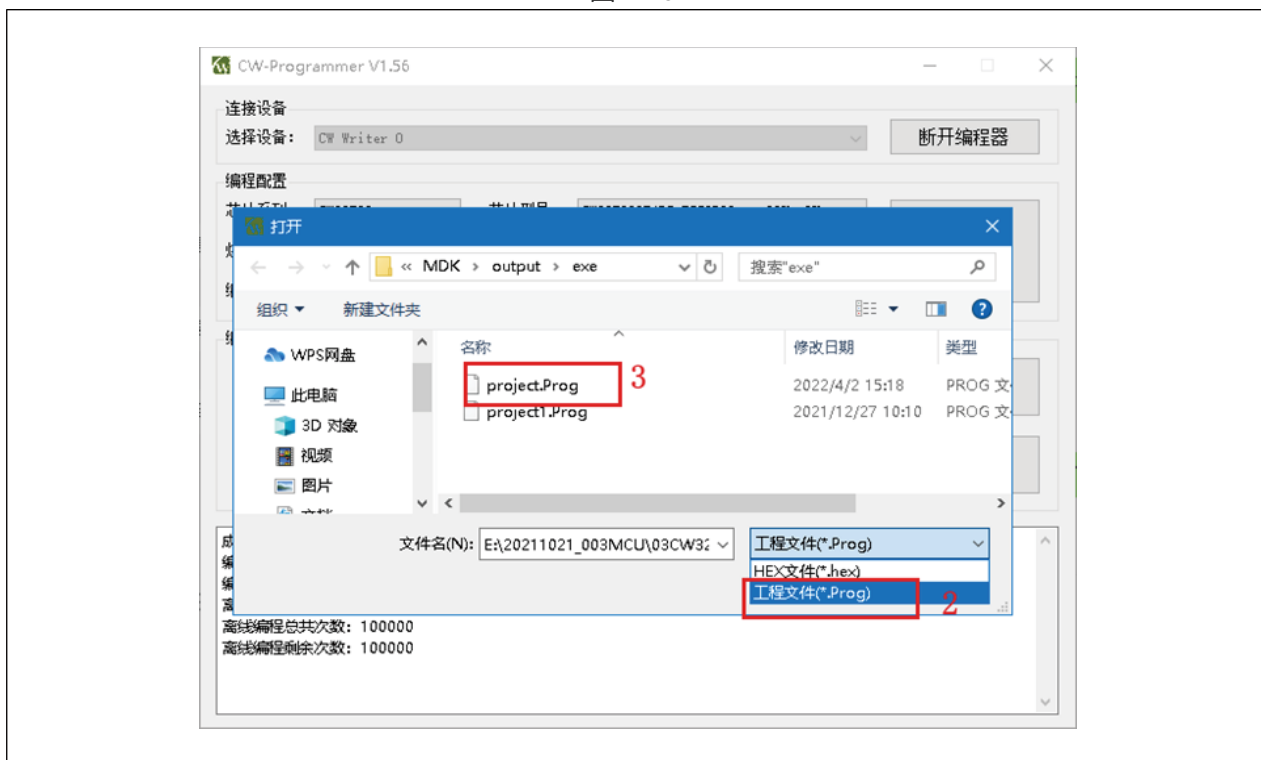 CW-Programmer V1.56
连接设备
选择设备: CW Writer 0 断开编程器
编程配置
打开
« MDK › output › exe 搜索"exe"
组织 新建文件夹
名称 修改日期 类型
WPS网盘
project.Prog 3 2022/4/2 15:18 PROG 文
此电脑
project1.Prog 2021/12/27 10:10 PROG 文
3D 对象
视频
图片
文件名(N): E:\20211021_003MCU\03CW32 工程文件(*.Prog)
HEX文件(*.hex)
工程文件(*.Prog) 2
离线编程总共次数: 100000
离线编程剩余次数: 100000